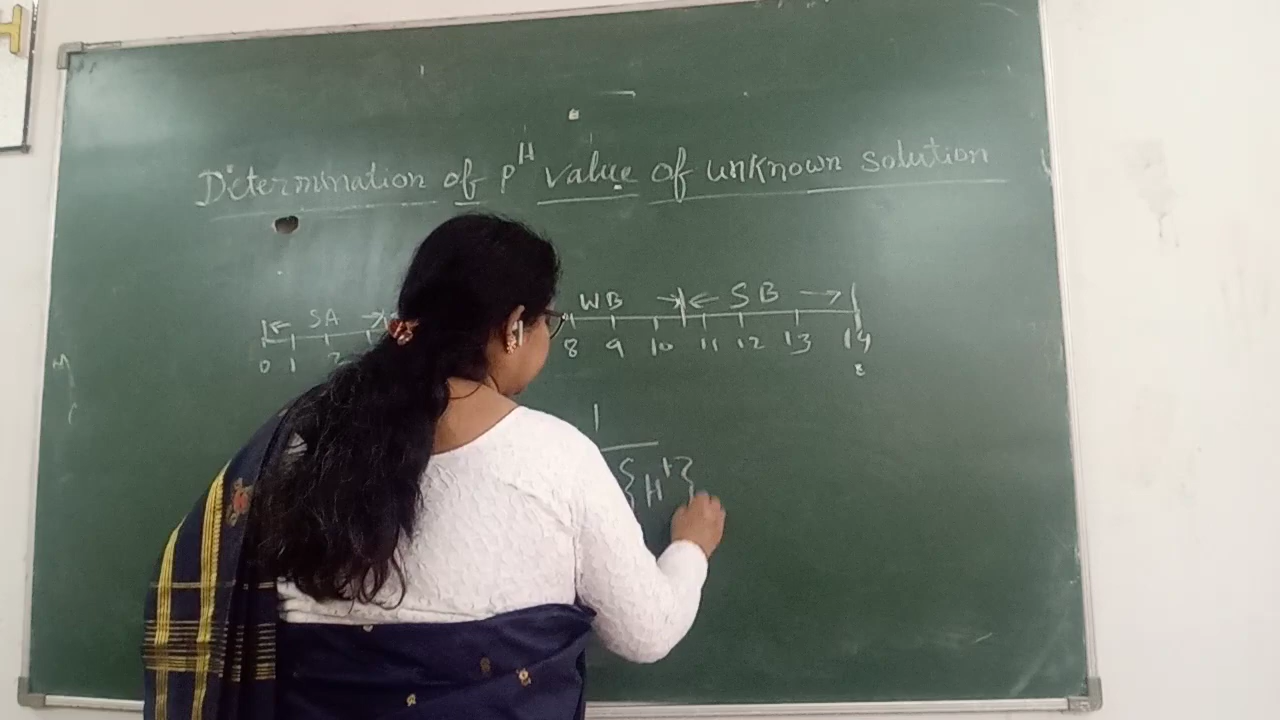 Determination of pH value of unknown solution
SA WB SB
0 1 2 8 9 10 11 12 13 14
1
{H+}